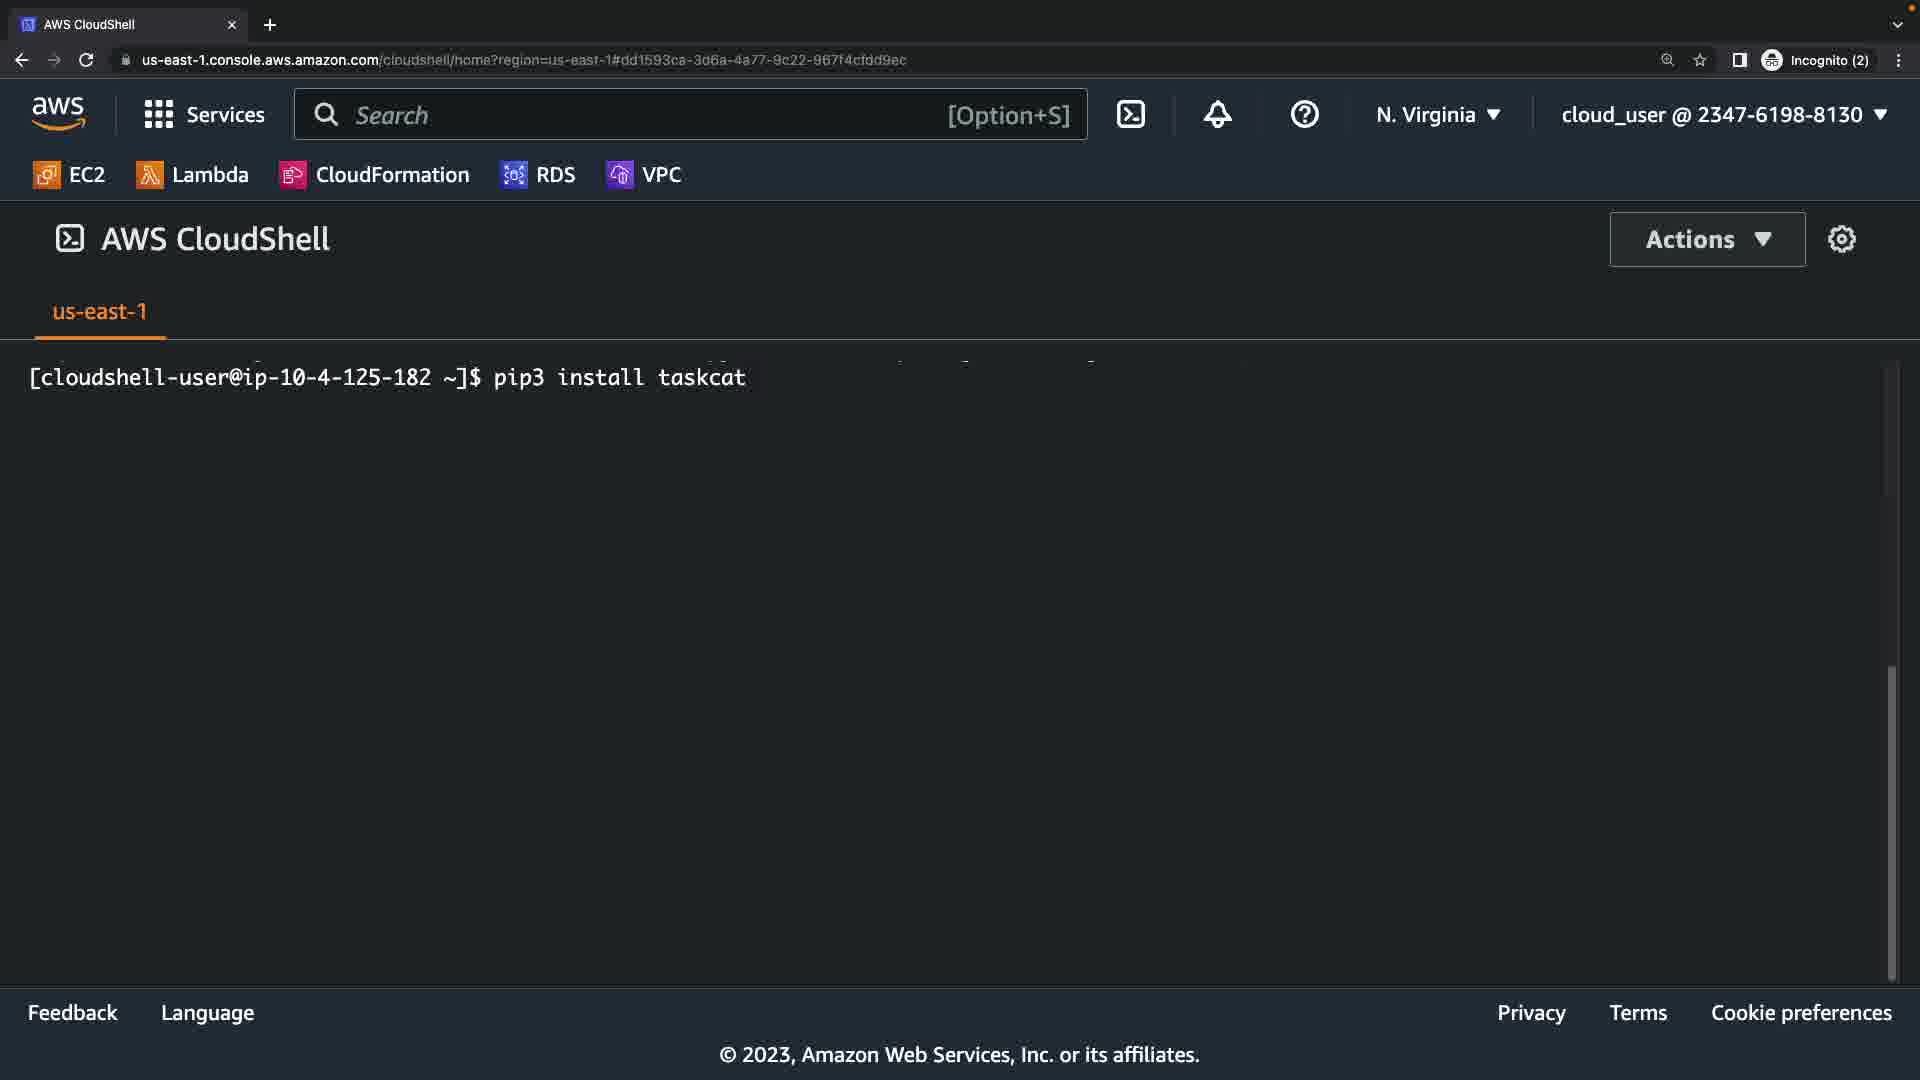 AWS CloudShell
us-east-1.console.aws.amazon.com/cloudshell/home?region=us-east-1#dd1593ca-3d6a-4a77-9c22-967f4cfdd9ec
Incognito (2)
aws
Services
Search
[Option+S]
N. Virginia
cloud_user @ 2347-6198-8130
EC2
Lambda
CloudFormation
RDS
VPC
AWS CloudShell
Actions
us-east-1
[cloudshell-user@ip-10-4-125-182 ~]$ pip3 install taskcat
Feedback
Language
Privacy
Terms
Cookie preferences
© 2023, Amazon Web Services, Inc. or its affiliates.